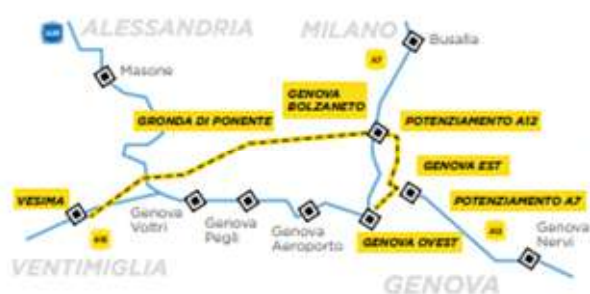 ALESSANDRIA
MILANO
Busalla
A7
Masone
GENOVA
BOLZANETO
GRONDA DI PONENTE
POTENZIAMENTO A12
GENOVA EST
VESIMA
POTENZIAMENTO A7
Genova
Voltri
Genova
Pegli
Genova
Aeroporto
GENOVA OVEST
Genova
Nervi
VENTIMIGLIA
GENOVA